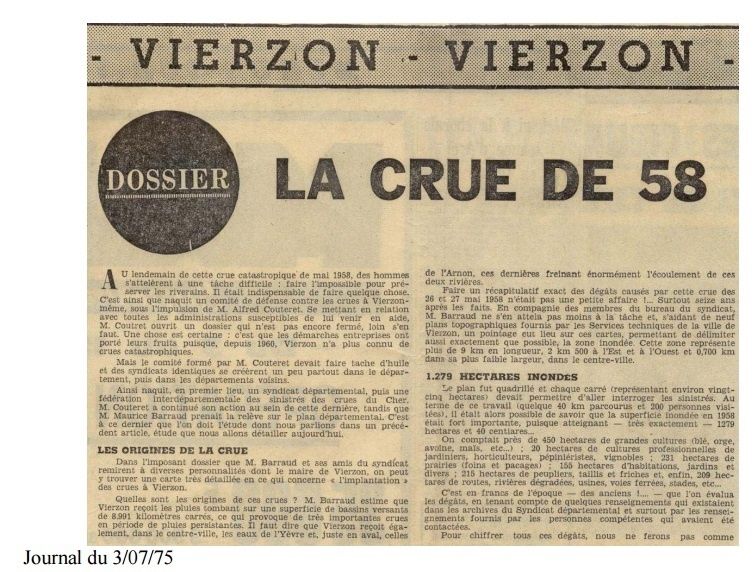 - VIERZON - VIERZON -
DOSSIER
LA CRUE DE 58
AU lendemain de cette crue catastropique de mai 1958, des hommes
s'attelèrent à une tâche difficile : faire l'impossible pour pré-
server les riverains. Il était indispensable de faire quelque chose.
C'est ainsi que naquit un comité de défense contre les crues à Vierzon-
même, sous l'impulsion de M. Alfred Couteret. Se mettant en relation
avec toutes les administrations susceptibles de lui venir en aide,
M. Coutret ouvrit un dossier qui n'est pas encore fermé, loin s'en
faut. Une chose est certaine : c'est que les démarches entreprises ont
porté leurs fruits puisque, depuis 1960, Vierzon n'a plus connu de
crues catastrophiques.
Mais le comité formé par M. Couteret devait faire tache d'huile
et des syndicats identiques se créèrent un peu partout dans le dépar-
tement, puis dans les départements voisins.
Ainsi naquit, en premier lieu, un syndicat départemental, puis une
fédération interdépartementale des sinistrés des crues du Cher.
M. Couteret a continué son action au sein de cette dernière, tandis que
M. Maurice Barraud prenait la relève sur le plan départemental. C'est
à ce dernier que l'on doit l'étude dont nous parlions dans un précé-
dent article, étude que nous allons détailler aujourd'hui.
LES ORIGINES DE LA CRUE
Dans l'imposant dossier que M. Barraud et ses amis du syndicat
remirent à diverses personalités dont le maire de Vierzon, on peut
y trouver une carte très détaillée en ce qui concerne « l'implantation »
des crues à Vierzon.
Quelles sont les origines de ces crues ? M. Barraud estime que
Vierzon reçoit les pluies tombant sur une superficie de bassins versants
de 8.991 kilomètres carrés, ce qui provoque de très importantes crues
en période de pluies persistantes. Il faut dire que Vierzon reçoit éga-
lement, dans le centre-ville, les eaux de l'Yèvre et, juste en aval, celles
de l'Arnon, ces dernières freinant énormément l'écoulement de ces
deux rivières.
Faire un récapitulatif exact des dégâts causés par cette crue des
26 et 27 mai 1958 n'était pas une petite affaire !... Surtout seize ans
après les faits. En compagnie des membres du bureau du syndicat,
M. Barraud ne s'en attela pas moins à la tâche et, s'aidant de neuf
plans topographiques fournis par les Services techniques de la ville de
Vierzon, un pointage eu lieu sur ces cartes, permettant de délimiter
aussi exactement que possible, la zone inondée. Cette zone représente
plus de 9 km en longueur, 2 km 500 à l'Est et à l'Ouest et 0,700 km
dans sa plus faible largeur, dans le centre-ville.
1.279 HECTARES INONDÉS
Le plan fut quadrillé et chaque carré (représentant environ vingt-
cinq hectares) devait permettre d'aller interroger les sinistrés. Au
terme de ce travail (quelque 40 km parcourus et 200 personnes visi-
tées), il était alors possible de savoir que la superficie inondée en 1958
était fort importante, puisque atteignant — très exactement — 1279
hectares et 40 centiares...
On comptait près de 450 hectares de grandes cultures (blé, orge,
avoine, maïs, etc...) ; 20 hectares de cultures professionnelles de
jardiniers, horticulteurs, pépiniéristes, vignobles ; 231 hectares de
prairies (foins et pacages) ; 155 hectares d'habitations, jardins et
divers ; 215 hectares de peupliers, taillis et friches et, enfin, 209 hec-
tares de routes, rivières dégradées, usines, voies ferrées, stades, etc...
C'est en francs de l'époque — des anciens !... — que l'on évalua
les dégâts, en tenant compte de quelques renseignements qui existaient
dans les archives du Syndicat départemental et surtout par les rensei-
gnements fournis par les personnes compétentes qui avaient été
contactées.
Pour chiffrer tous ces dégâts, nous ne ferons pas comme
Journal du 3/07/75